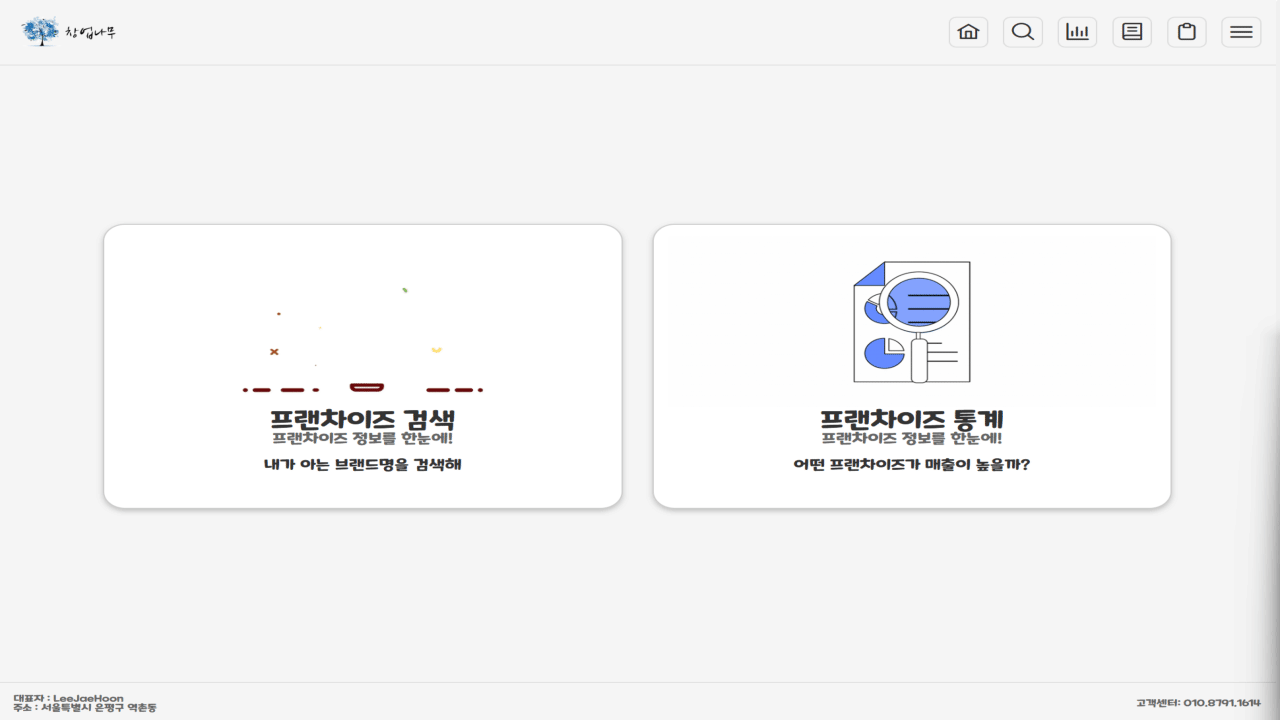 창업나무
프랜차이즈 검색
프랜차이즈 정보를 한눈에!
내가 아는 브랜드명을 검색해
프랜차이즈 통계
프랜차이즈 정보를 한눈에!
어떤 프랜차이즈가 매출이 높을까?
대표자 : LeeJaeHoon
주소 : 서울특별시 은평구 역촌동
고객센터: 010.8791.1614